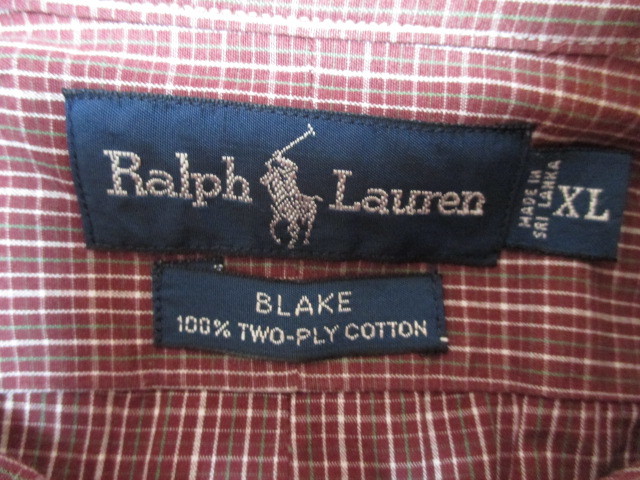 Ralph Lauren
MADE IN
SRI LANKA
XL
BLAKE
100% TWO-PLY COTTON